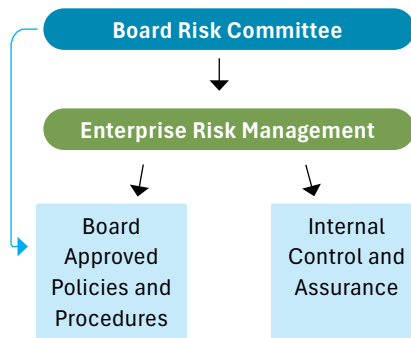 Board Risk Committee
Enterprise Risk Management
Board
Approved
Policies and
Procedures
Internal
Control and
Assurance